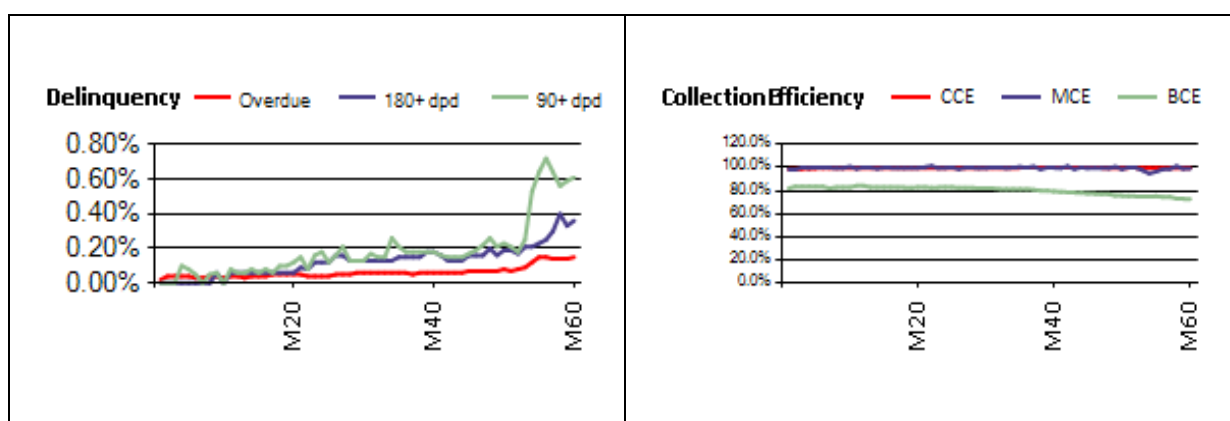 Delinquency Overdue 180+ dpd 90+ dpd
0.80%
0.60%
0.40%
0.20%
0.00%
M20
M40
M60
CollectionEfficiency CCE MCE BCE
120.0%
100.0%
80.0%
60.0%
40.0%
20.0%
0.0%
M20
M40
M60